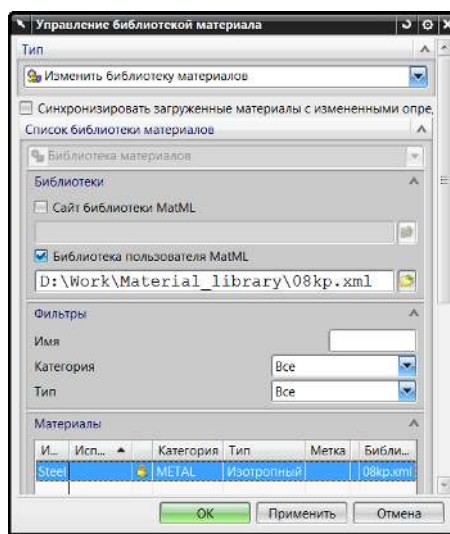 Управление библиотекой материала
Тип
Изменить библиотеку материалов
Синхронизировать загруженные материалы с измененными опре,
Список библиотеки материалов
Библиотека материалов
Библиотеки
Сайт библиотеки MatML
Библиотека пользователя MatML
D:\Work\Material_library\08kp.xml
Фильтры
Имя
Категория Все
Тип Все
Материалы
И... Исп... Категория Тип Метка Библи...
Steel METAL Изотропный 08kp.xml
OK Применить Отмена